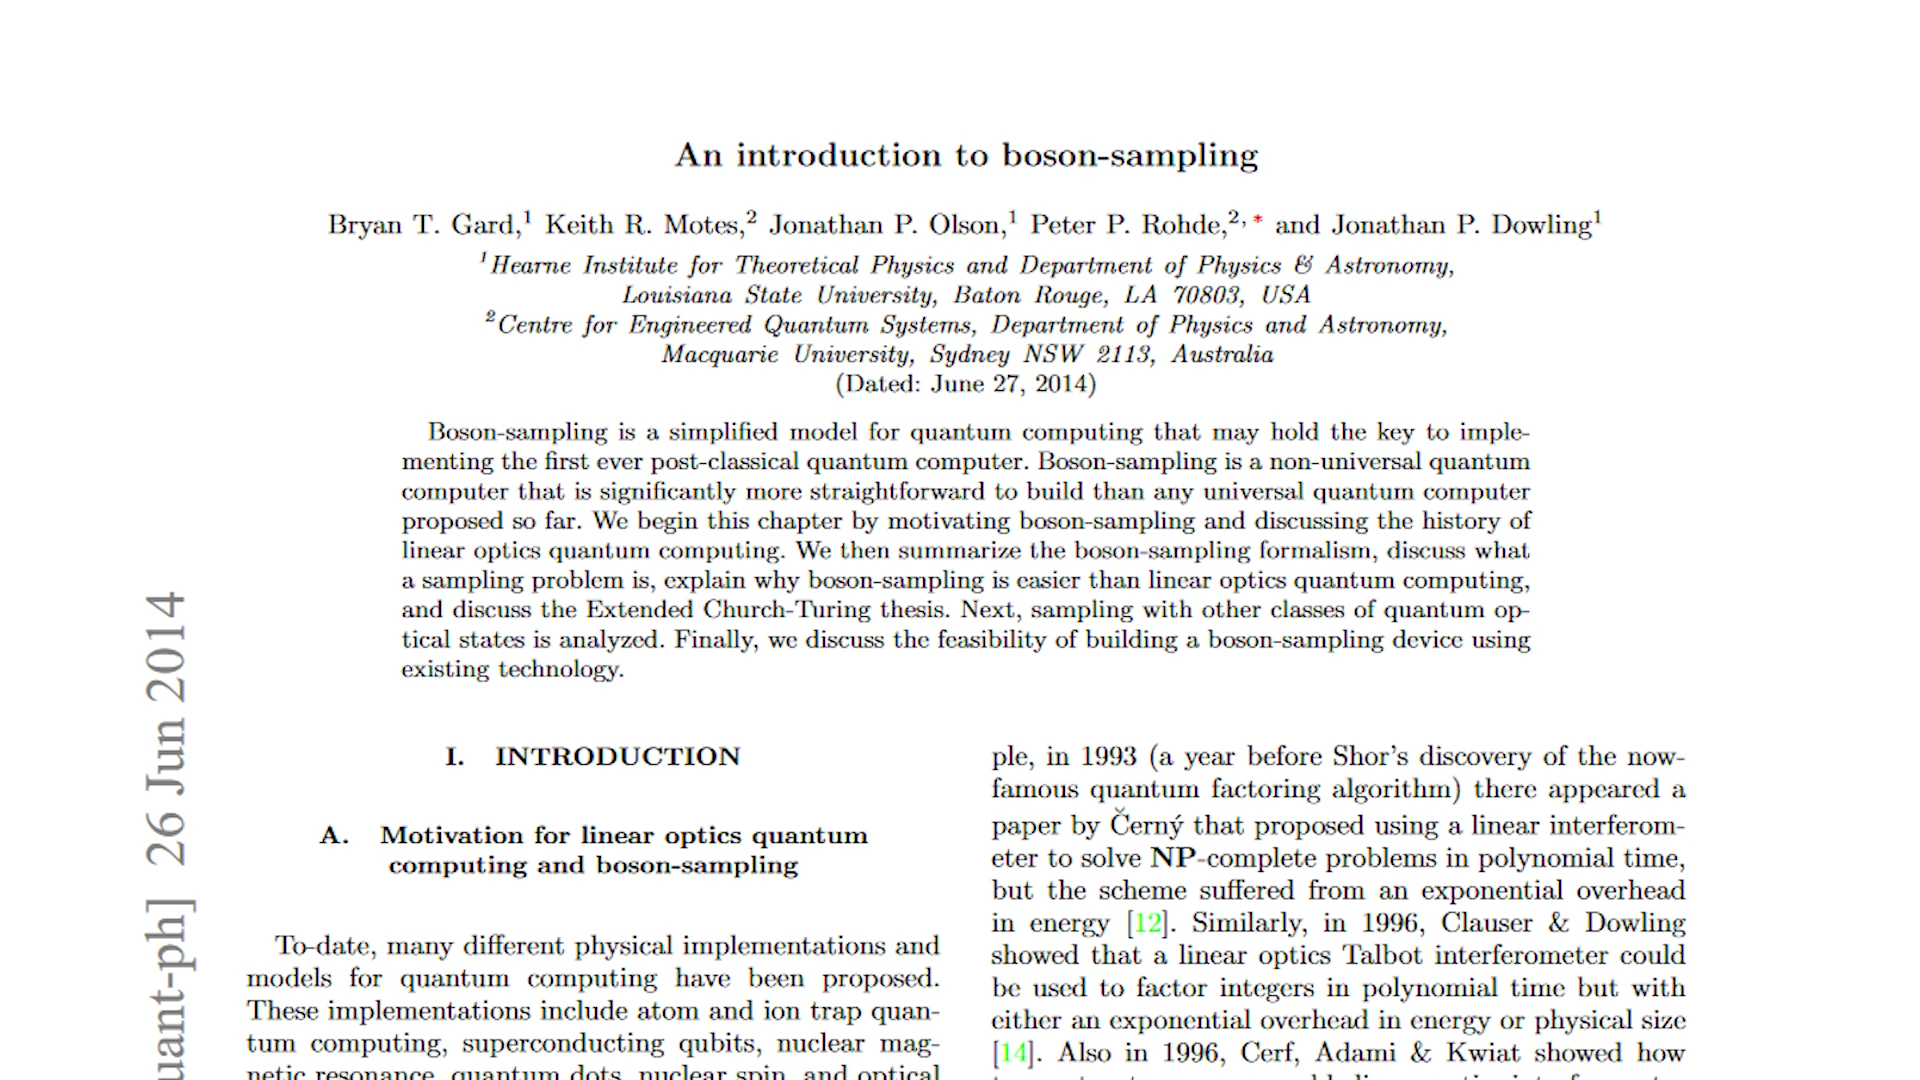 An introduction to boson-sampling
Bryan T. Gard,1 Keith R. Motes,2 Jonathan P. Olson,1 Peter P. Rohde,2, * and Jonathan P. Dowling1
1Hearne Institute for Theoretical Physics and Department of Physics & Astronomy,
Louisiana State University, Baton Rouge, LA 70803, USA
2Centre for Engineered Quantum Systems, Department of Physics and Astronomy,
Macquarie University, Sydney NSW 2113, Australia
(Dated: June 27, 2014)
Boson-sampling is a simplified model for quantum computing that may hold the key to imple-
menting the first ever post-classical quantum computer. Boson-sampling is a non-universal quantum
computer that is significantly more straightforward to build than any universal quantum computer
proposed so far. We begin this chapter by motivating boson-sampling and discussing the history of
linear optics quantum computing. We then summarize the boson-sampling formalism, discuss what
a sampling problem is, explain why boson-sampling is easier than linear optics quantum computing,
and discuss the Extended Church-Turing thesis. Next, sampling with other classes of quantum op-
tical states is analyzed. Finally, we discuss the feasibility of building a boson-sampling device using
existing technology.
uant-ph] 26 Jun 2014
I. INTRODUCTION
A. Motivation for linear optics quantum
computing and boson-sampling
To-date, many different physical implementations and
models for quantum computing have been proposed.
These implementations include atom and ion trap quan-
tum computing, superconducting qubits, nuclear mag-
netic resonance, quantum dots, nuclear spin, and optical
ple, in 1993 (a year before Shor's discovery of the now-
famous quantum factoring algorithm) there appeared a
paper by Černý that proposed using a linear interferom-
eter to solve NP-complete problems in polynomial time,
but the scheme suffered from an exponential overhead
in energy [12]. Similarly, in 1996, Clauser & Dowling
showed that a linear optics Talbot interferometer could
be used to factor integers in polynomial time but with
either an exponential overhead in energy or physical size
[14]. Also in 1996, Cerf, Adami & Kwiat showed how